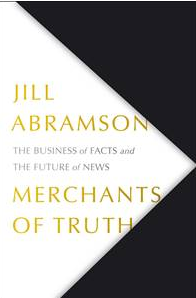 JILL
ABRAMSON
THE BUSINESS of FACTS and
THE FUTURE of NEWS
MERCHANTS
OF TRUTH